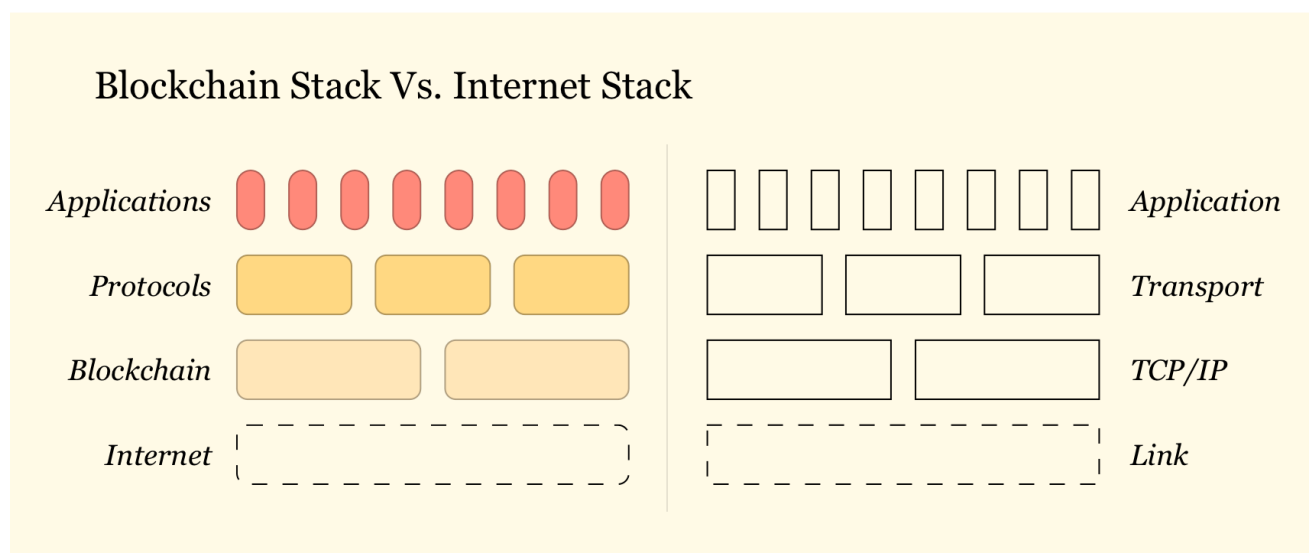 Blockchain Stack Vs. Internet Stack
Applications
Application
Protocols
Transport
Blockchain
TCP/IP
Internet
Link